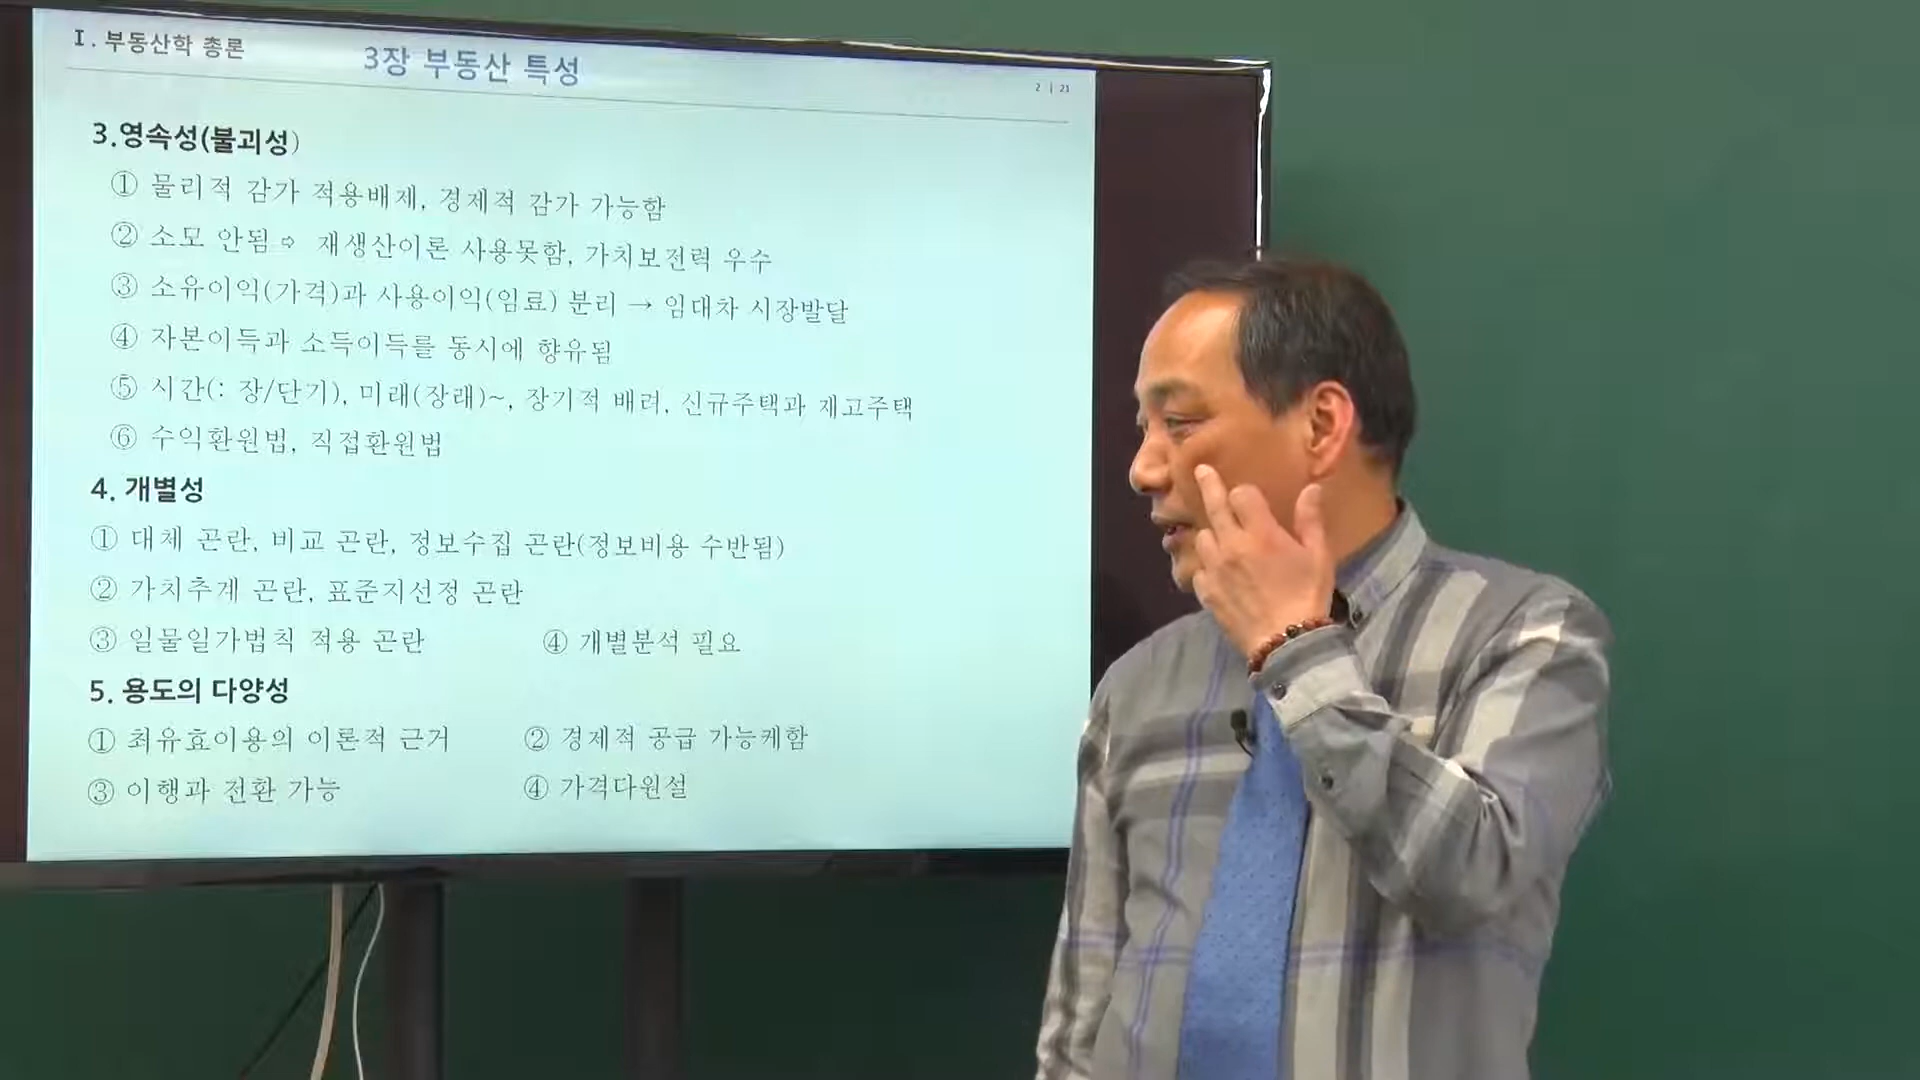 Ⅰ. 부동산학 총론
3장 부동산 특성
2 | 21
3.영속성(불괴성)
① 물리적 감가 적용배제, 경제적 감가 가능함
② 소모 안됨 ⇨ 재생산이론 사용못함, 가치보전력 우수
③ 소유이익(가격)과 사용이익(임료) 분리 → 임대차 시장발달
④ 자본이득과 소득이득를 동시에 향유됨
⑤ 시간(: 장/단기), 미래(장래)~, 장기적 배려, 신규주택과 재고주택
⑥ 수익환원법, 직접환원법
4. 개별성
① 대체 곤란, 비교 곤란, 정보수집 곤란(정보비용 수반됨)
② 가치추계 곤란, 표준지선정 곤란
③ 일물일가법칙 적용 곤란 ④ 개별분석 필요
5. 용도의 다양성
① 최유효이용의 이론적 근거 ② 경제적 공급 가능케함
③ 이행과 전환 가능 ④ 가격다원설